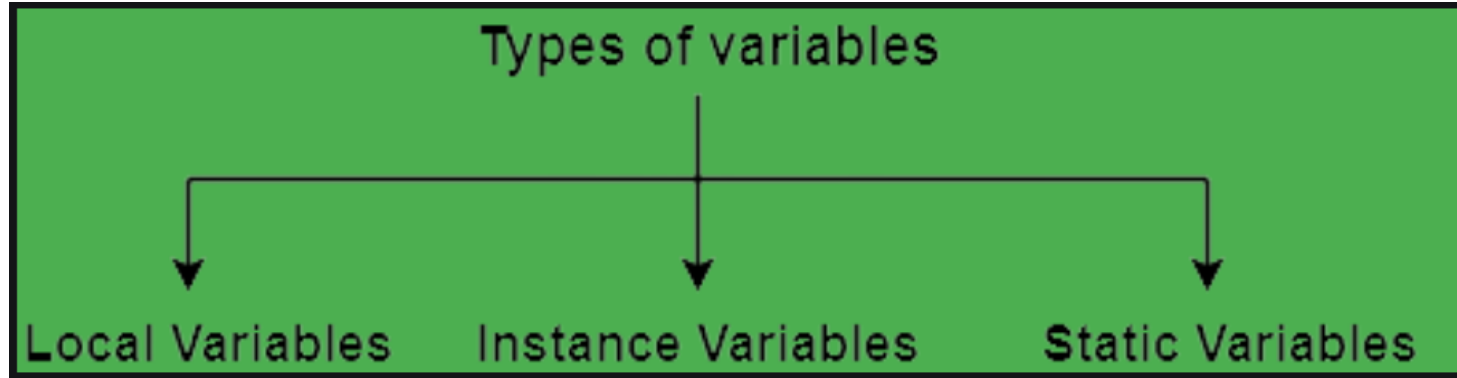 Types of variables
Local Variables
Instance Variables
Static Variables